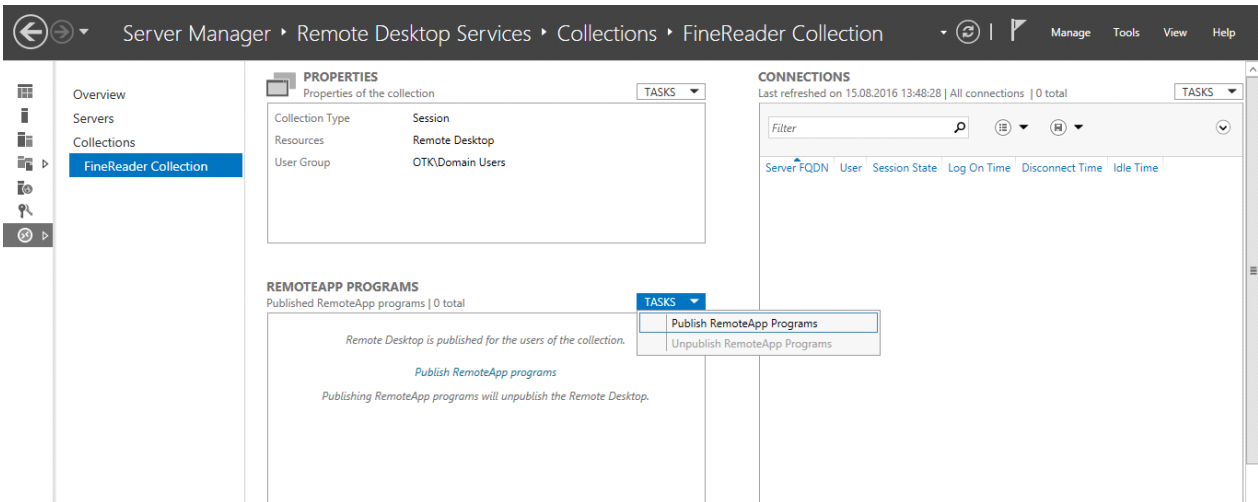 Server Manager ‣ Remote Desktop Services ‣ Collections ‣ FineReader Collection
Manage Tools View Help
Overview
Servers
Collections
FineReader Collection
PROPERTIES
Properties of the collection
TASKS
Collection Type Session
Resources Remote Desktop
User Group OTK\Domain Users
REMOTEAPP PROGRAMS
Published RemoteApp programs | 0 total
TASKS
Publish RemoteApp Programs
Unpublish RemoteApp Programs
Remote Desktop is published for the users of the collection.
Publish RemoteApp programs
Publishing RemoteApp programs will unpublish the Remote Desktop.
CONNECTIONS
Last refreshed on 15.08.2016 13:48:28 | All connections | 0 total
TASKS
Filter
Server FQDN User Session State Log On Time Disconnect Time Idle Time